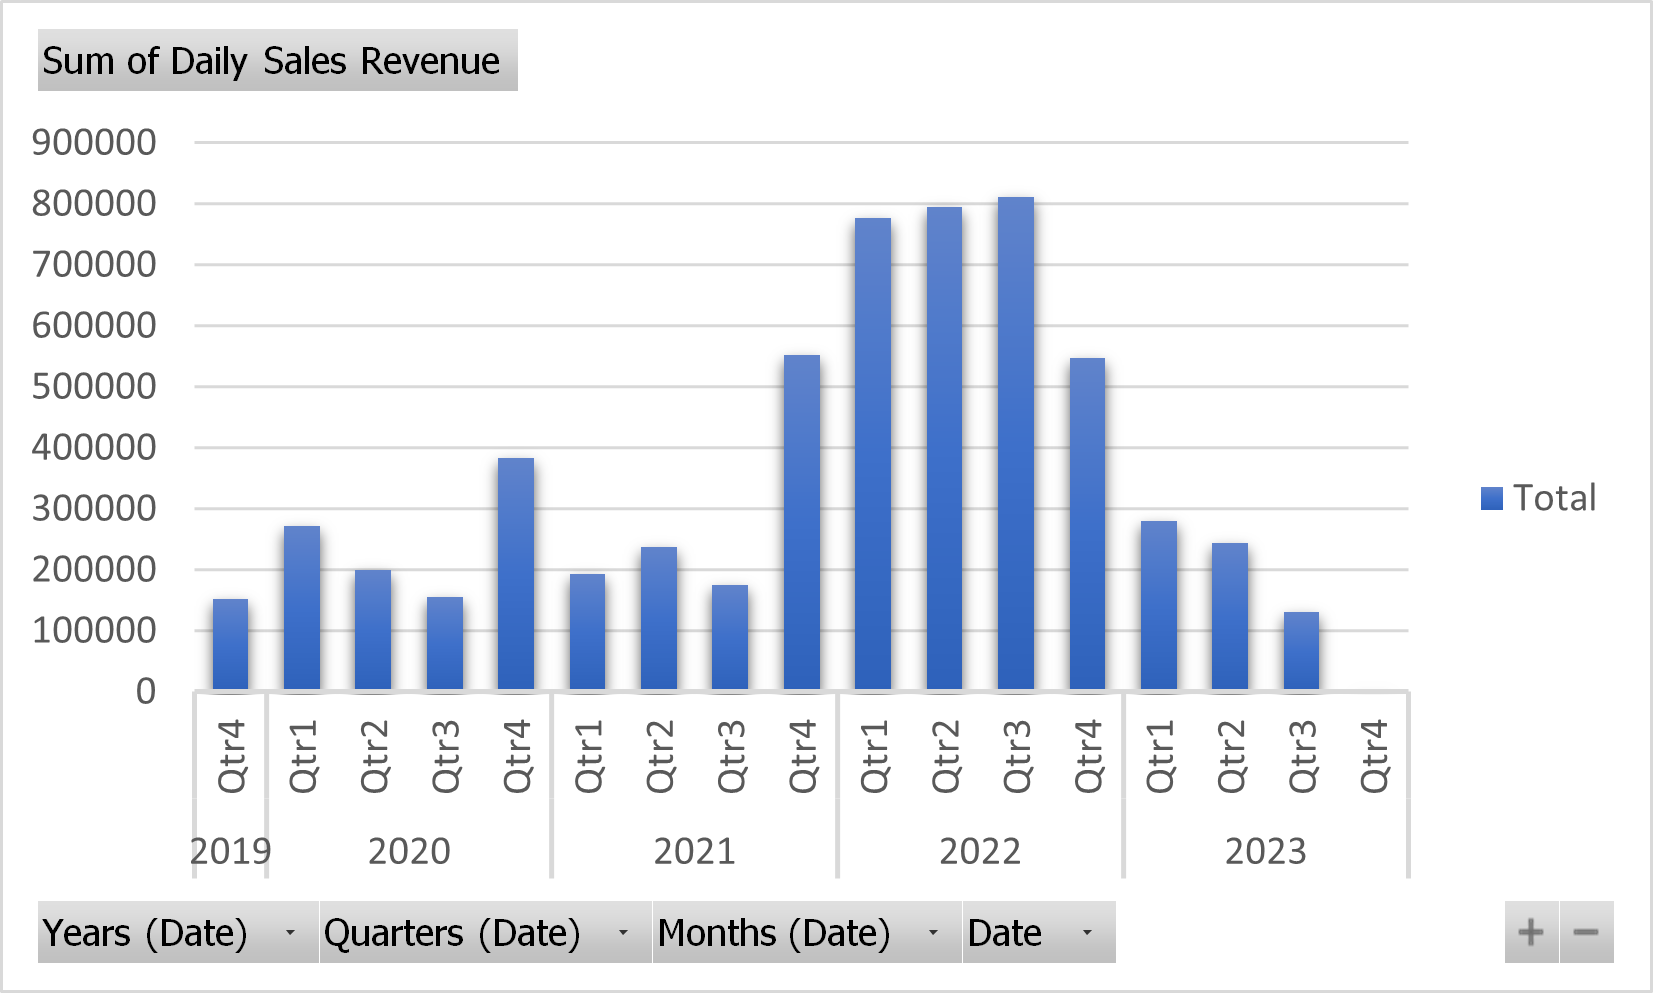 Sum of Daily Sales Revenue
900000
800000
700000
600000
500000
400000
300000
200000
100000
0
Total
Qtr4 Qtr1 Qtr2 Qtr3 Qtr4 Qtr1 Qtr2 Qtr3 Qtr4 Qtr1 Qtr2 Qtr3 Qtr4 Qtr1 Qtr2 Qtr3 Qtr4
2019 2020 2021 2022 2023
Years (Date) Quarters (Date) Months (Date) Date + −